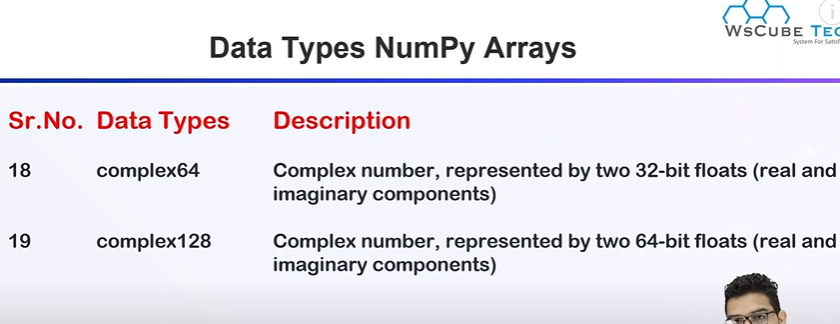 WsCube Tec
System For Satisf
Data Types NumPy Arrays
Sr.No. Data Types Description
18 complex64 Complex number, represented by two 32-bit floats (real and
imaginary components)
19 complex128 Complex number, represented by two 64-bit floats (real and
imaginary components)